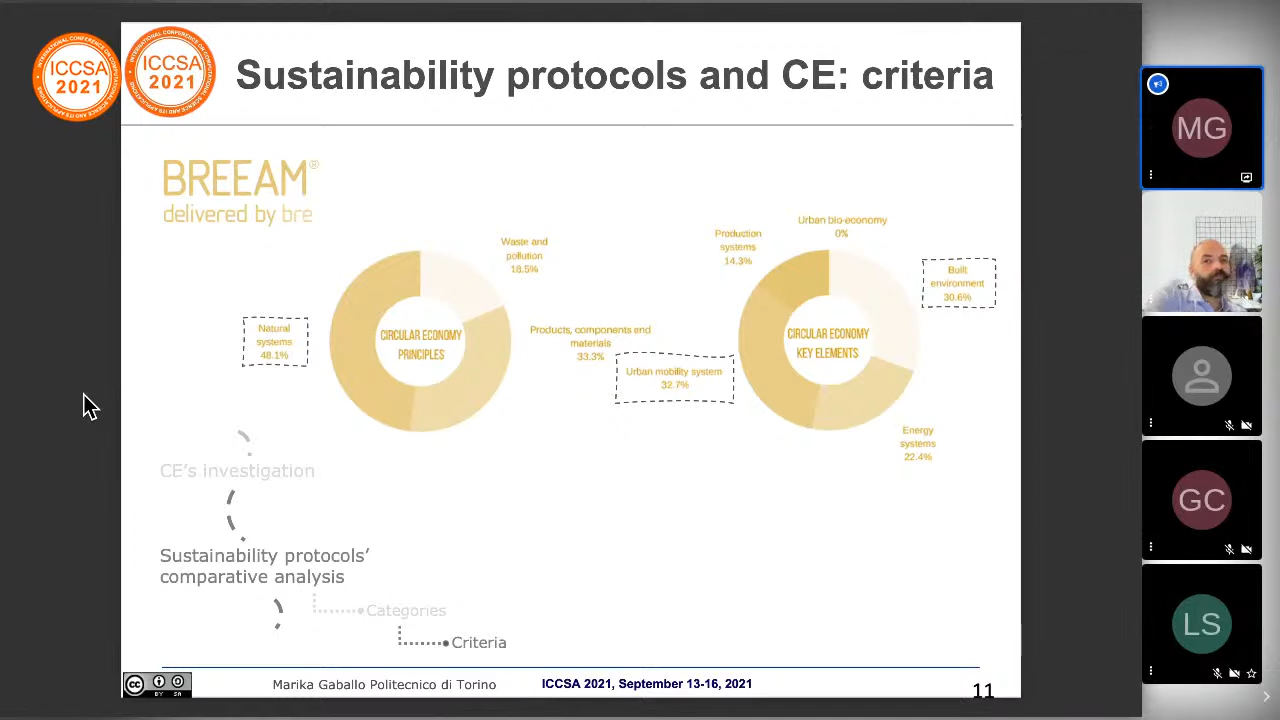 ICCSA
2021
ICCSA
2021
Sustainability protocols and CE: criteria
BREEAM®
delivered by bre
Waste and
pollution
18.5%
Natural
systems
48.1%
CIRCULAR ECONOMY
PRINCIPLES
Products, components end
materials
33.3%
Urban bio-economy
0%
Production
systems
14.3%
Built
environment
30.6%
CIRCULAR ECONOMY
KEY ELEMENTS
Urban mobility system
32.7%
Energy
systems
22.4%
CE's investigation
Sustainability protocols'
comparative analysis
Categories
Criteria
cc
BY SA
Marika Gaballo Politecnico di Torino
ICCSA 2021, September 13-16, 2021
11
MG
GC
LS